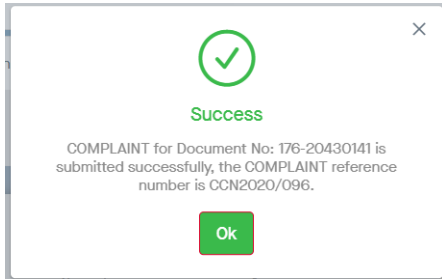 Success
COMPLAINT for Document No: 176-20430141 is
submitted successfully, the COMPLAINT reference
number is CCN2020/096.
Ok